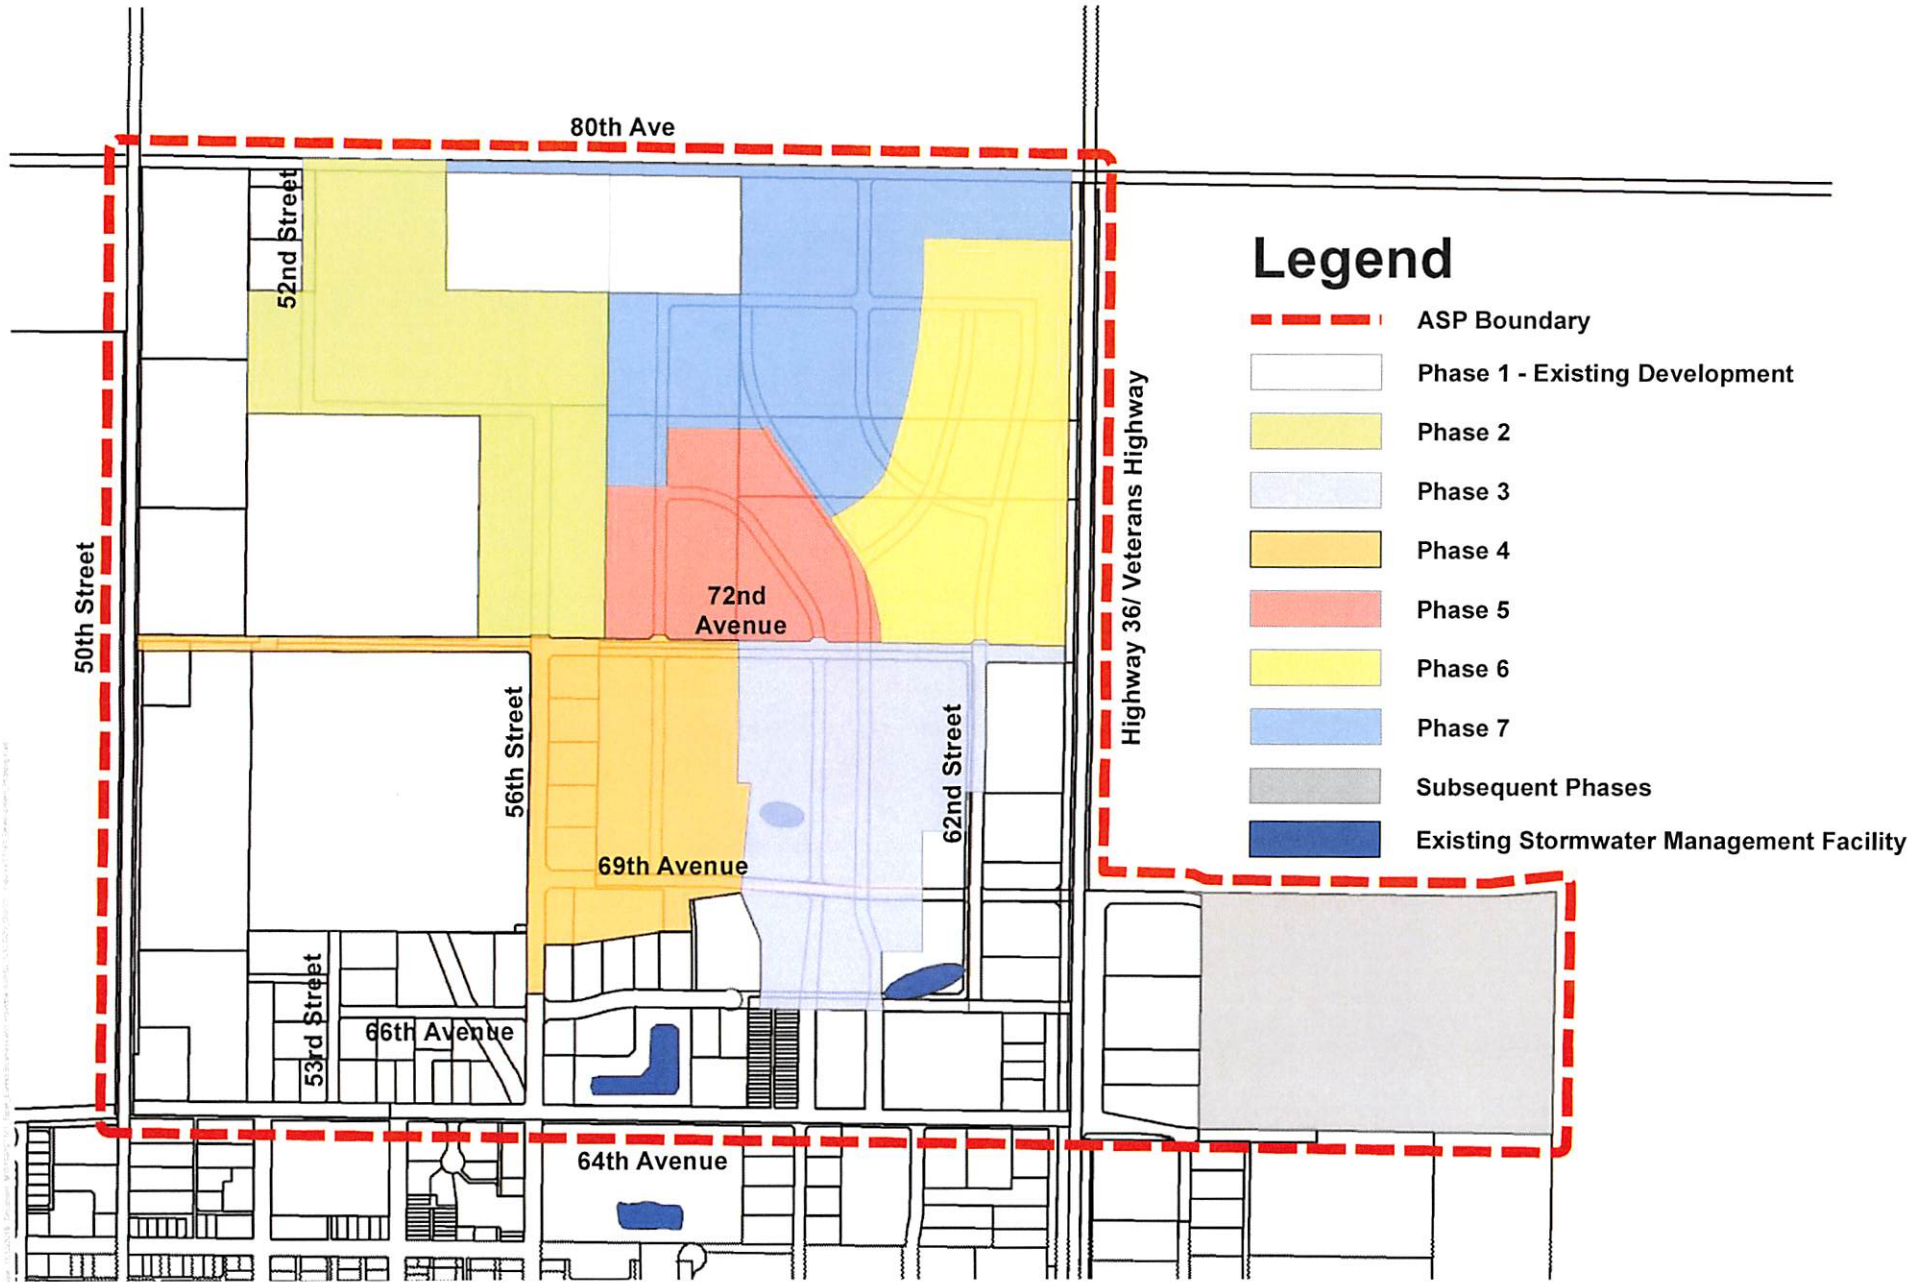 80th Ave
52nd Street
Legend
ASP Boundary
Phase 1 - Existing Development
Phase 2
Phase 3
Phase 4
Phase 5
Phase 6
Phase 7
Subsequent Phases
Existing Stormwater Management Facility
Highway 36/ Veterans Highway
50th Street
72nd
Avenue
56th Street
62nd Street
69th Avenue
53rd Street
66th Avenue
64th Avenue